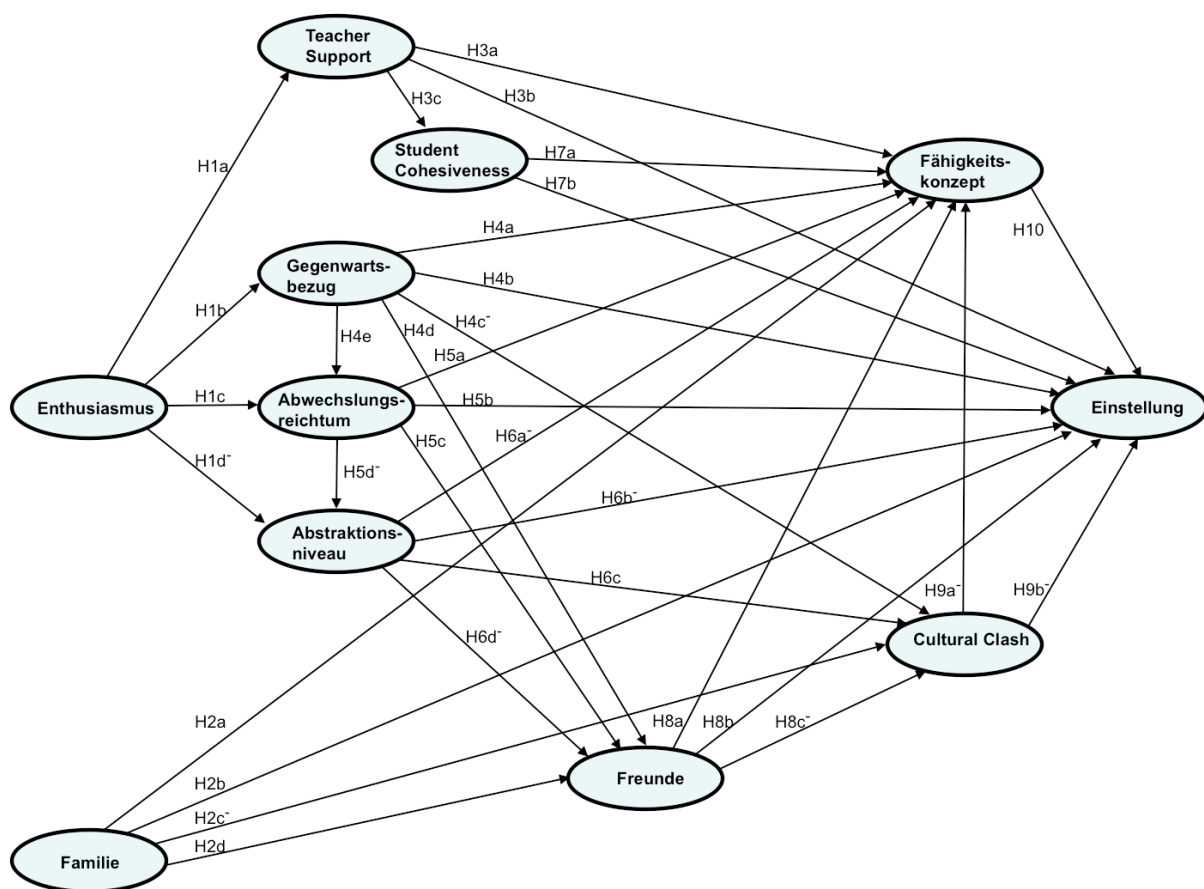 Teacher
Support
H3a
H3b
H3c
Student
Cohesiveness
H7a
H7b
Fähigkeits-
konzept
H1a
H4a
H10
Gegenwarts-
bezug
H4b
H1b
H4e
H4d
H4c⁻
H5a
Enthusiasmus
H1c
Abwechslungs-
reichtum
H5b
Einstellung
H5c
H6a⁻
H1d⁻
H5d⁻
H6b⁻
Abstraktions-
niveau
H6c
H9a⁻
H9b⁻
H6d⁻
Cultural Clash
H2a
H8a
H8b
H8c⁻
H2b
Freunde
H2c⁻
H2d
Familie